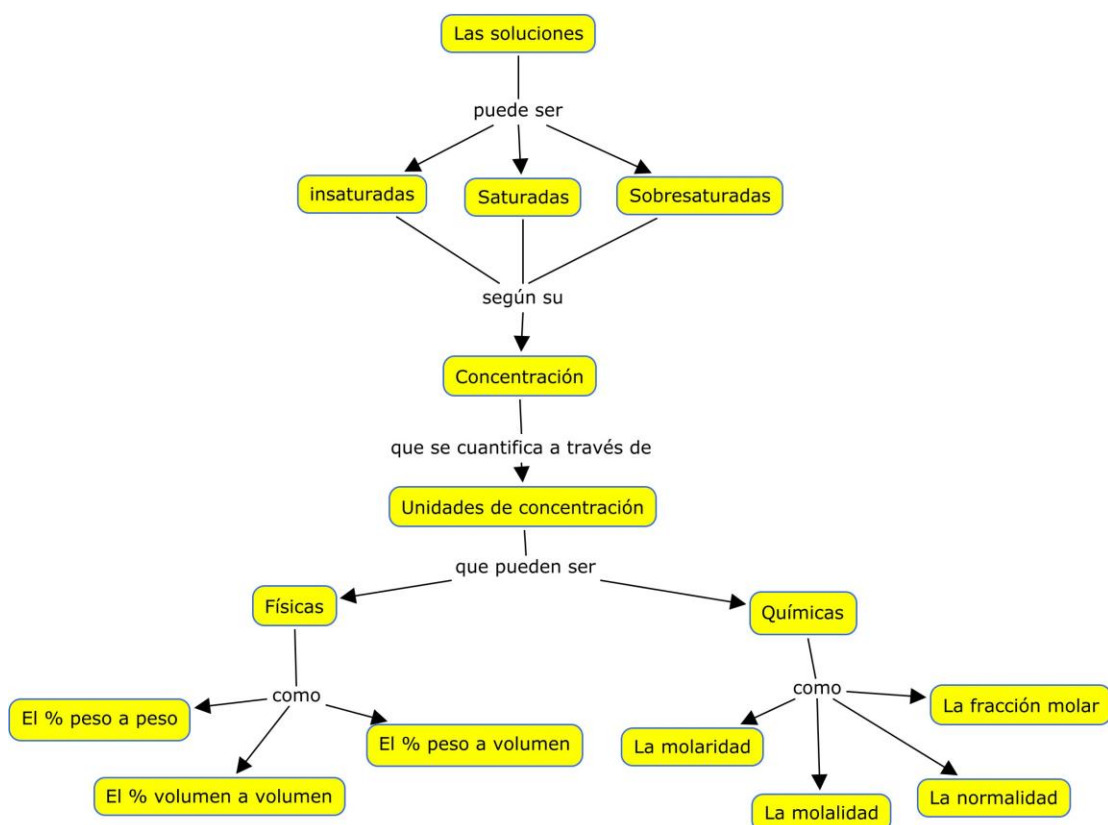 Las soluciones
puede ser
insaturadas
Saturadas
Sobresaturadas
según su
Concentración
que se cuantifica a través de
Unidades de concentración
que pueden ser
Físicas
Químicas
como
como
El % peso a peso
La fracción molar
El % peso a volumen
La molaridad
El % volumen a volumen
La normalidad
La molalidad